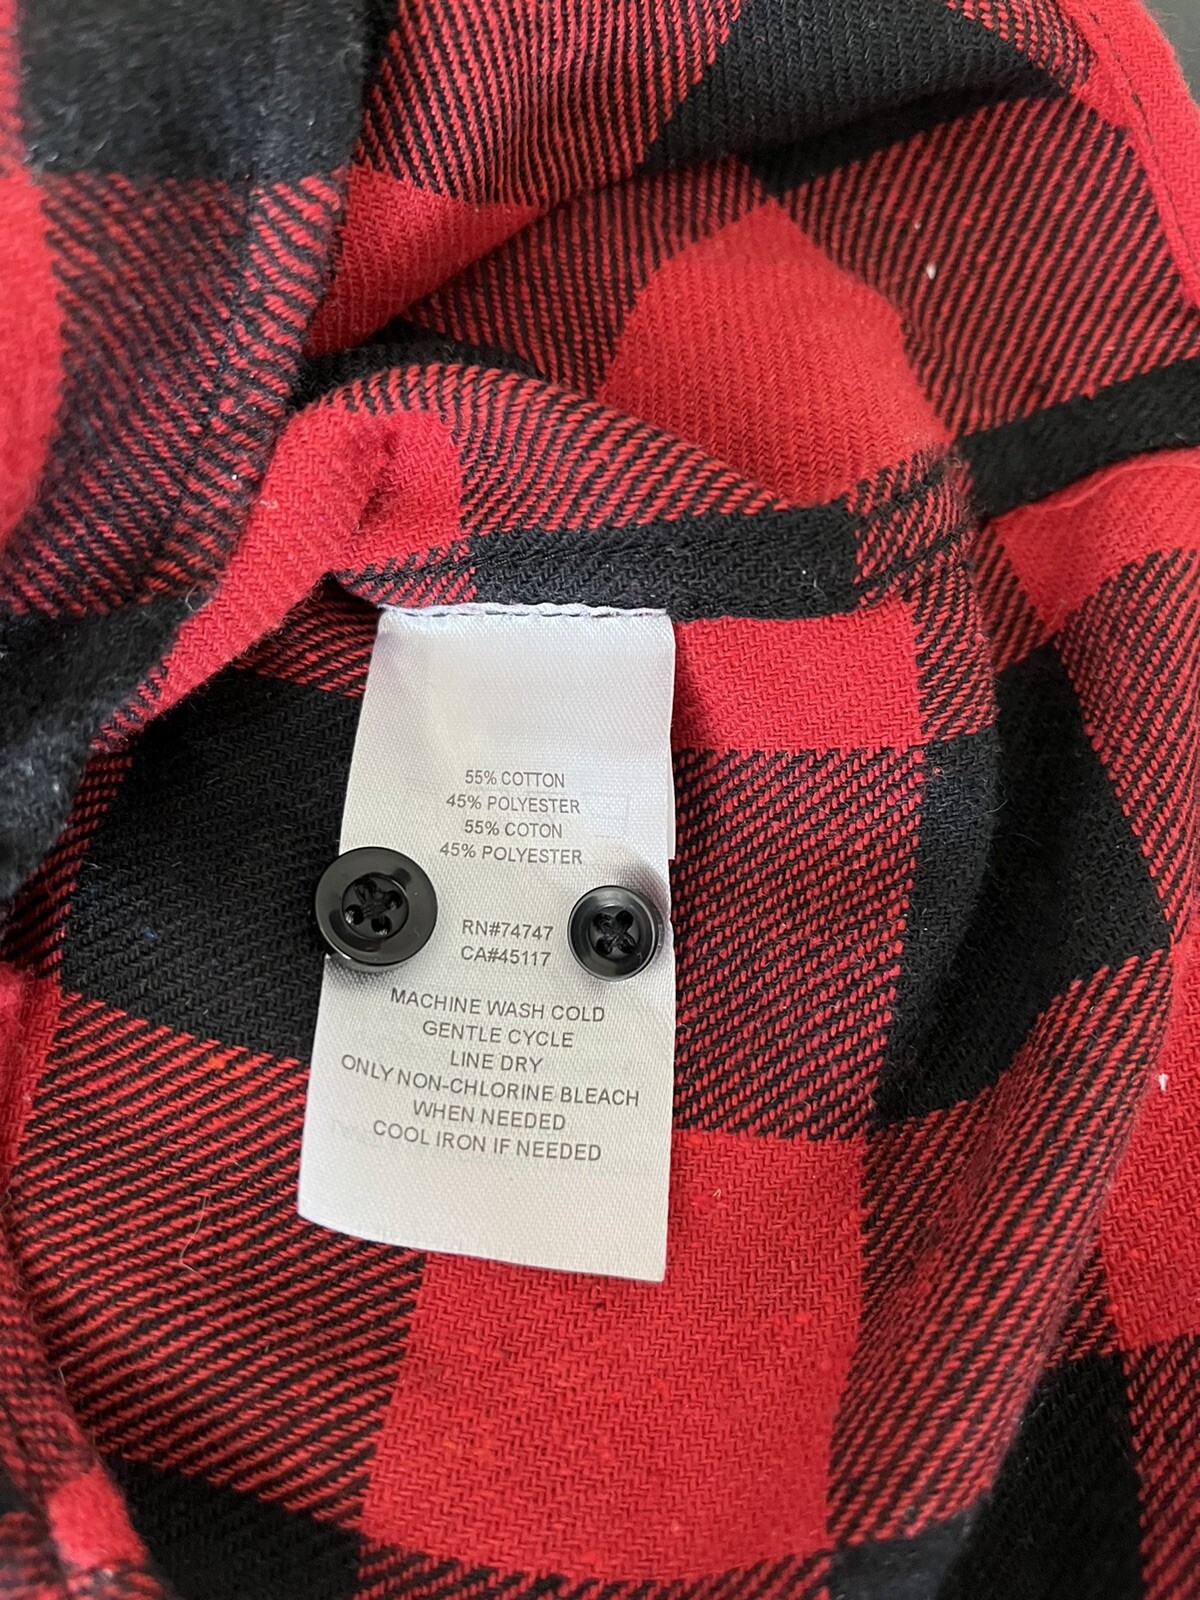 55% COTTON
45% POLYESTER
55% COTON
45% POLYESTER
RN#74747
CA#45117
MACHINE WASH COLD
GENTLE CYCLE
LINE DRY
ONLY NON-CHLORINE BLEACH
WHEN NEEDED
COOL IRON IF NEEDED